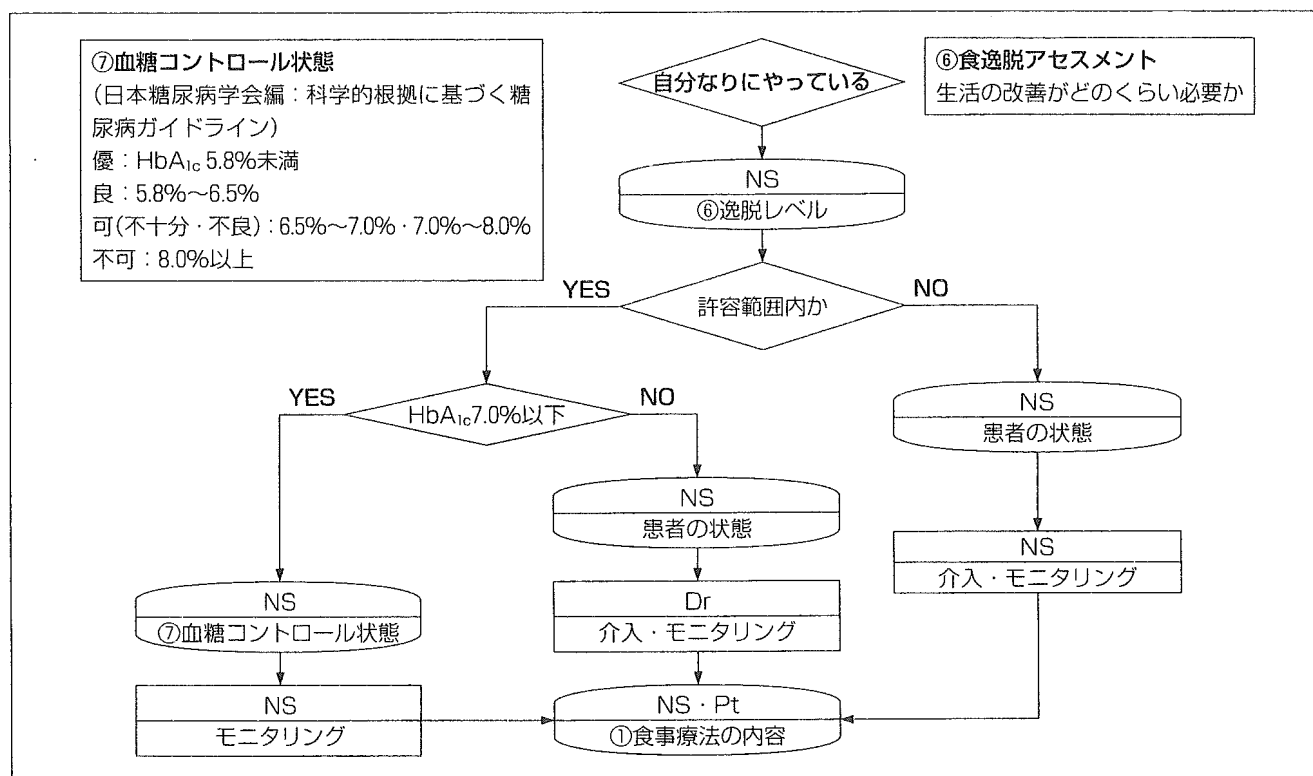 ⑦血糖コントロール状態
(日本糖尿病学会編:科学的根拠に基づく糖
尿病ガイドライン)
優:HbA1c 5.8%未満
良:5.8%〜6.5%
可(不十分・不良):6.5%〜7.0%・7.0%〜8.0%
不可:8.0%以上
自分なりにやっている
⑥食逸脱アセスメント
生活の改善がどのくらい必要か
NS
⑥逸脱レベル
YES
許容範囲内か
NO
YES
HbA1c7.0%以下
NO
NS
患者の状態
NS
患者の状態
NS
介入・モニタリング
NS
⑦血糖コントロール状態
Dr
介入・モニタリング
NS
モニタリング
NS・Pt
①食事療法の内容